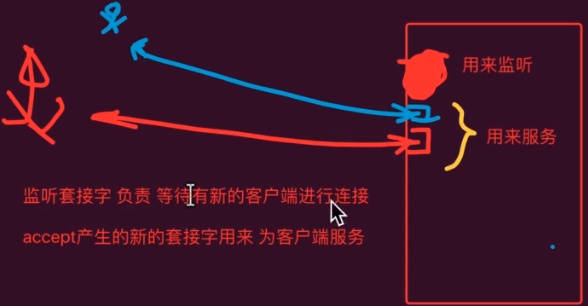 用来监听
用来服务
监听套接字 负责 等待有新的客户端进行连接
accept产生的新的套接字用来 为客户端服务